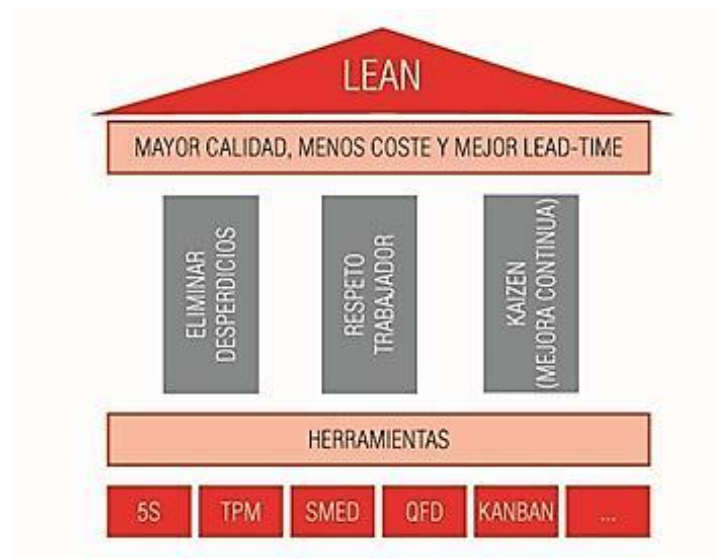 LEAN
MAYOR CALIDAD, MENOS COSTE Y MEJOR LEAD-TIME
ELIMINAR
DESPERDICIOS
RESPETO
TRABAJADOR
KAIZEN
(MEJORA CONTINUA)
HERRAMIENTAS
5S
TPM
SMED
QFD
KANBAN
...